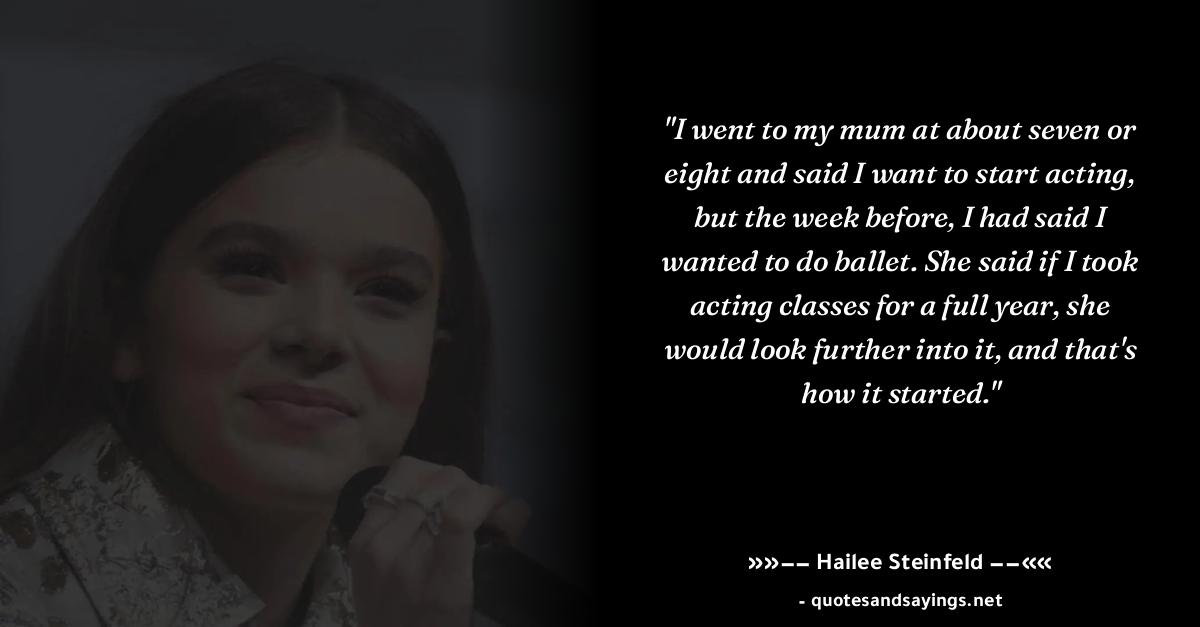 "I went to my mum at about seven or
eight and said I want to start acting,
but the week before, I had said I
wanted to do ballet. She said if I took
acting classes for a full year, she
would look further into it, and that's
how it started."
»»−− Hailee Steinfeld −−««
- quotesandsayings.net